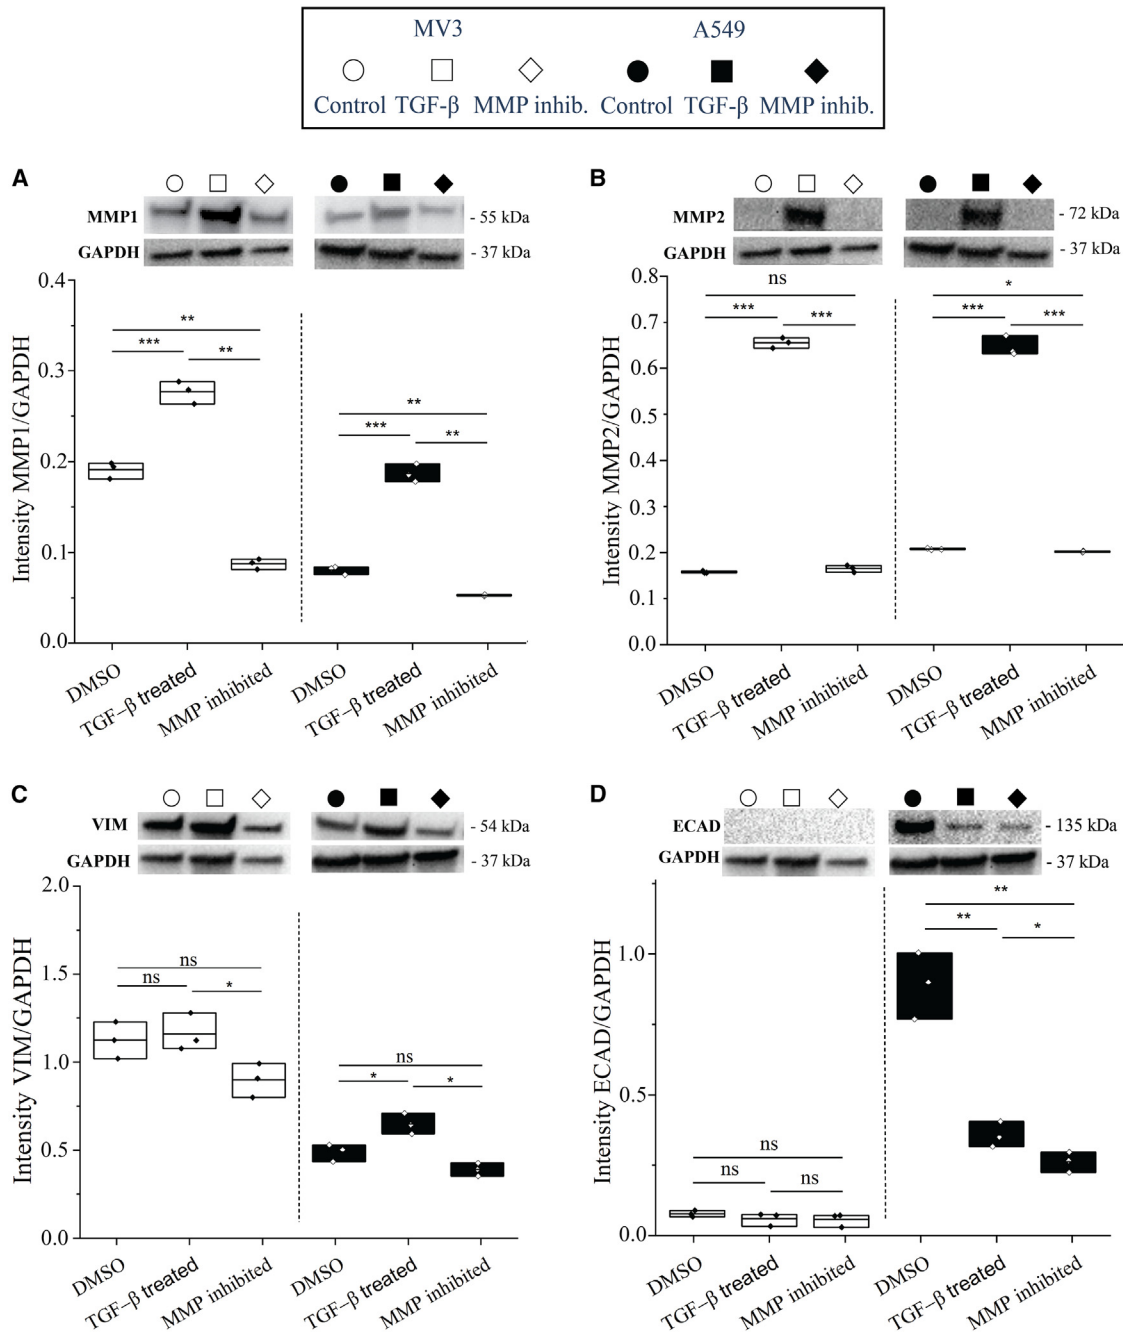 MV3 A549
Control TGF-β MMP inhib. Control TGF-β MMP inhib.
A
MMP1 - 55 kDa
GAPDH - 37 kDa
Intensity MMP1/GAPDH
0.4
0.3
0.2
0.1
0.0
** *** **
** *** **
DMSO TGF–β treated MMP inhibited DMSO TGF–β treated MMP inhibited
B
MMP2 - 72 kDa
GAPDH - 37 kDa
Intensity MMP2/GAPDH
0.8
0.7
0.6
0.5
0.4
0.3
0.2
0.1
0.0
ns *** ***
* *** ***
DMSO TGF–β treated MMP inhibited DMSO TGF–β treated MMP inhibited
C
VIM - 54 kDa
GAPDH - 37 kDa
Intensity VIM/GAPDH
2.0
1.5
1.0
0.5
0.0
ns ns *
ns * *
DMSO TGF–β treated MMP inhibited DMSO TGF–β treated MMP inhibited
D
ECAD - 135 kDa
GAPDH - 37 kDa
Intensity ECAD/GAPDH
1.0
0.5
0.0
ns ns ns
** ** *
DMSO TGF–β treated MMP inhibited DMSO TGF–β treated MMP inhibited